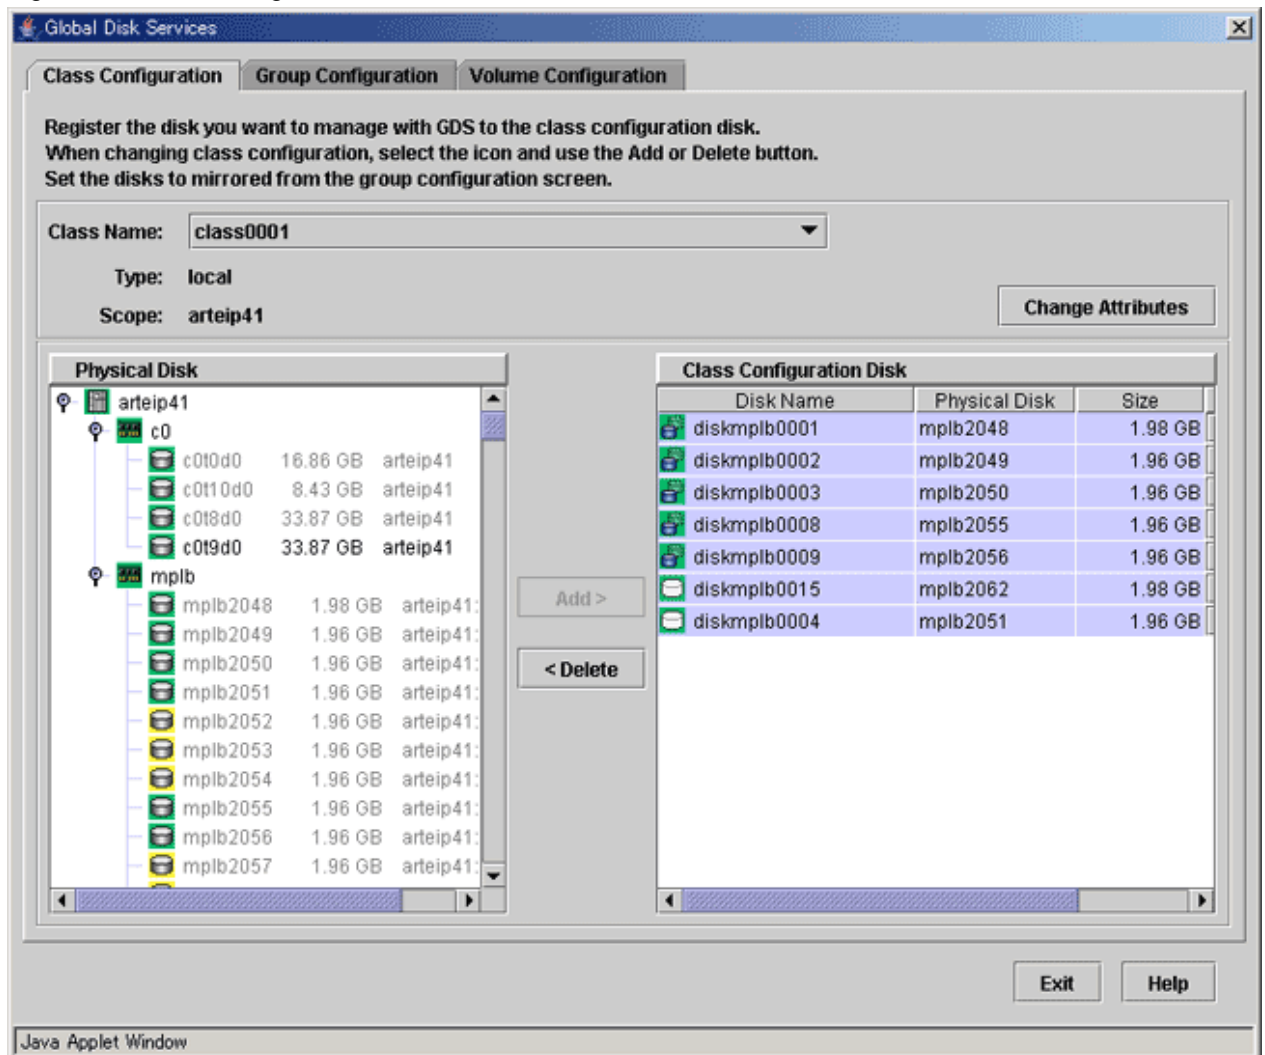 Global Disk Services
Class Configuration Group Configuration Volume Configuration
Register the disk you want to manage with GDS to the class configuration disk.
When changing class configuration, select the icon and use the Add or Delete button.
Set the disks to mirrored from the group configuration screen.
Class Name: class0001
Type: local
Scope: arteip41
Change Attributes
Physical Disk
arteip41
c0
c0t0d0 16.86 GB arteip41
c0t10d0 8.43 GB arteip41
c0t8d0 33.87 GB arteip41
c0t9d0 33.87 GB arteip41
mplb
mplb2048 1.98 GB arteip41:
mplb2049 1.96 GB arteip41:
mplb2050 1.96 GB arteip41:
mplb2051 1.96 GB arteip41:
mplb2052 1.96 GB arteip41:
mplb2053 1.96 GB arteip41:
mplb2054 1.96 GB arteip41:
mplb2055 1.96 GB arteip41:
mplb2056 1.96 GB arteip41:
mplb2057 1.96 GB arteip41:
Add >
< Delete
Class Configuration Disk
Disk Name Physical Disk Size
diskmplb0001 mplb2048 1.98 GB
diskmplb0002 mplb2049 1.96 GB
diskmplb0003 mplb2050 1.96 GB
diskmplb0008 mplb2055 1.96 GB
diskmplb0009 mplb2056 1.96 GB
diskmplb0015 mplb2062 1.98 GB
diskmplb0004 mplb2051 1.96 GB
Exit Help
Java Applet Window